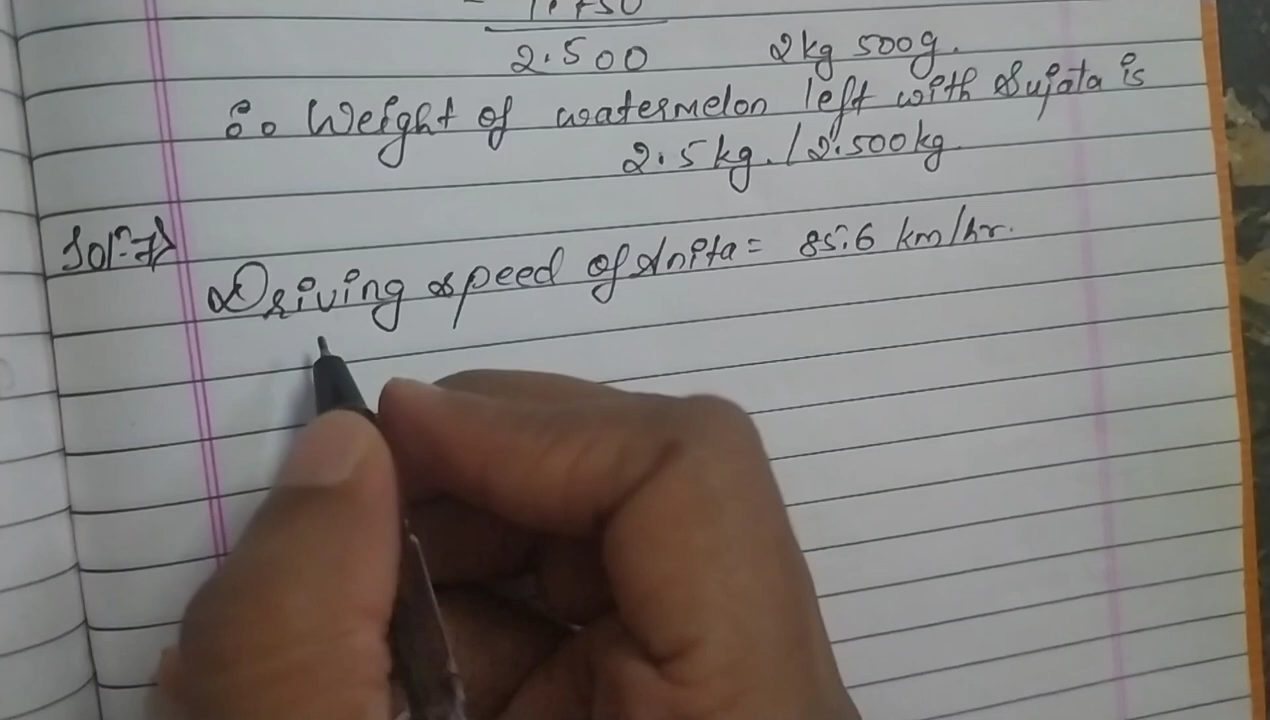 2.500 2kg 500g.
∴ Weight of watermelon left with Sujata is
2.5kg. / 2.500kg
Solⁿ-7⇒
Driving speed of Anita = 85.6 km/hr.